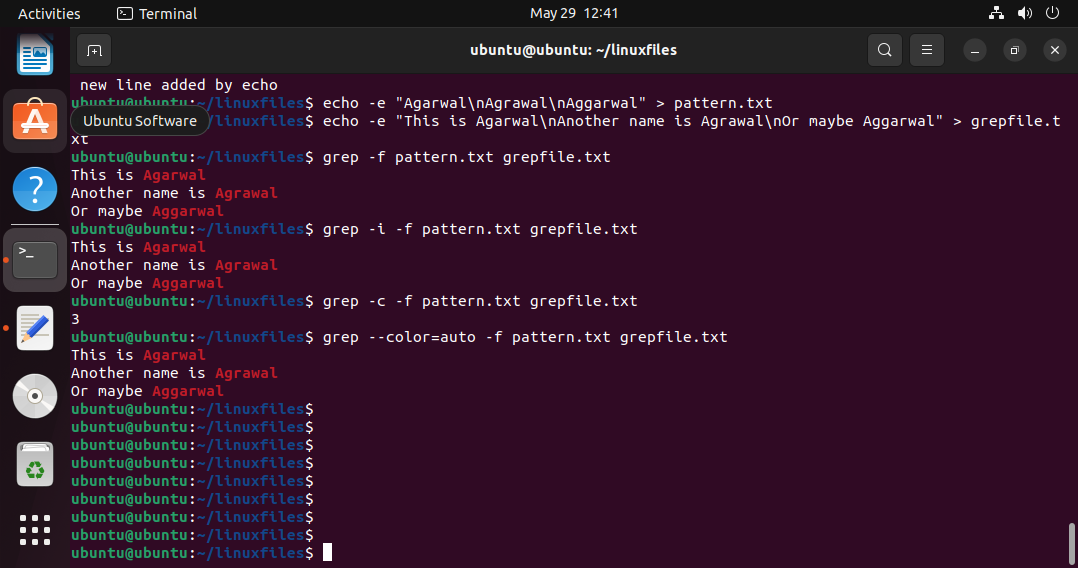 Activities Terminal May 29 12:41
ubuntu@ubuntu: ~/linuxfiles
new line added by echo
ubuntu@ubuntu:~/linuxfiles$ echo -e "Agarwal\nAgrawal\nAggarwal" > pattern.txt
Ubuntu Software
/linuxfiles$ echo -e "This is Agarwal\nAnother name is Agrawal\nOr maybe Aggarwal" > grepfile.t
xt
ubuntu@ubuntu:~/linuxfiles$ grep -f pattern.txt grepfile.txt
This is Agarwal
Another name is Agrawal
Or maybe Aggarwal
ubuntu@ubuntu:~/linuxfiles$ grep -i -f pattern.txt grepfile.txt
This is Agarwal
Another name is Agrawal
Or maybe Aggarwal
ubuntu@ubuntu:~/linuxfiles$ grep -c -f pattern.txt grepfile.txt
3
ubuntu@ubuntu:~/linuxfiles$ grep --color=auto -f pattern.txt grepfile.txt
This is Agarwal
Another name is Agrawal
Or maybe Aggarwal
ubuntu@ubuntu:~/linuxfiles$
ubuntu@ubuntu:~/linuxfiles$
ubuntu@ubuntu:~/linuxfiles$
ubuntu@ubuntu:~/linuxfiles$
ubuntu@ubuntu:~/linuxfiles$
ubuntu@ubuntu:~/linuxfiles$
ubuntu@ubuntu:~/linuxfiles$
ubuntu@ubuntu:~/linuxfiles$
ubuntu@ubuntu:~/linuxfiles$